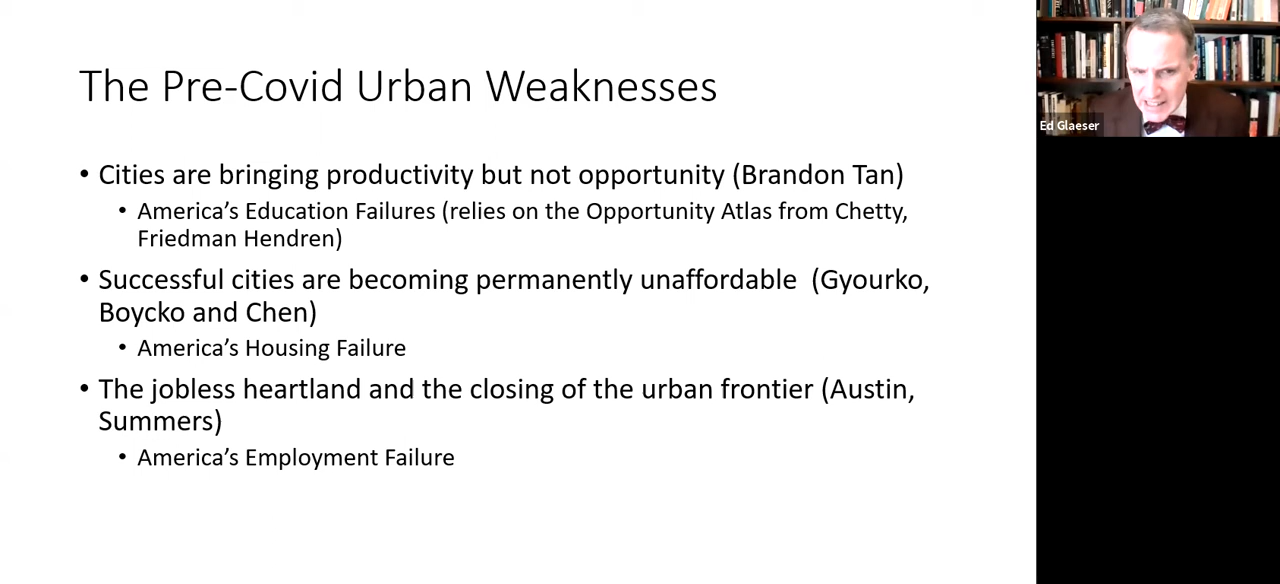 The Pre-Covid Urban Weaknesses
• Cities are bringing productivity but not opportunity (Brandon Tan)
• America’s Education Failures (relies on the Opportunity Atlas from Chetty,
Friedman Hendren)
• Successful cities are becoming permanently unaffordable  (Gyourko,
Boycko and Chen)
• America’s Housing Failure
• The jobless heartland and the closing of the urban frontier (Austin,
Summers)
• America’s Employment Failure
Ed Glaeser